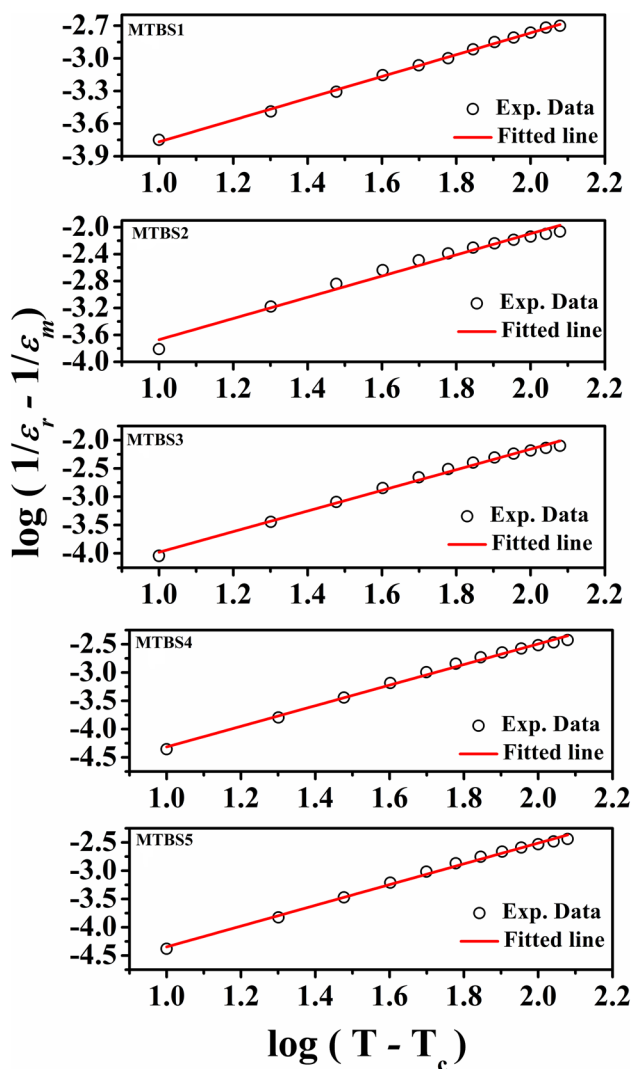 MTBS1
-2.7
-3.0
-3.3
-3.6
-3.9
Exp. Data
Fitted line
1.0 1.2 1.4 1.6 1.8 2.0 2.2
MTBS2
-2.0
-2.4
-2.8
-3.2
-3.6
-4.0
Exp. Data
Fitted line
1.0 1.2 1.4 1.6 1.8 2.0 2.2
log ( 1/εr - 1/εm )
MTBS3
-2.0
-2.5
-3.0
-3.5
-4.0
Exp. Data
Fitted line
1.0 1.2 1.4 1.6 1.8 2.0 2.2
MTBS4
-2.5
-3.0
-3.5
-4.0
-4.5
Exp. Data
Fitted line
1.0 1.2 1.4 1.6 1.8 2.0 2.2
MTBS5
-2.5
-3.0
-3.5
-4.0
-4.5
Exp. Data
Fitted line
1.0 1.2 1.4 1.6 1.8 2.0 2.2
log ( T - Tc )